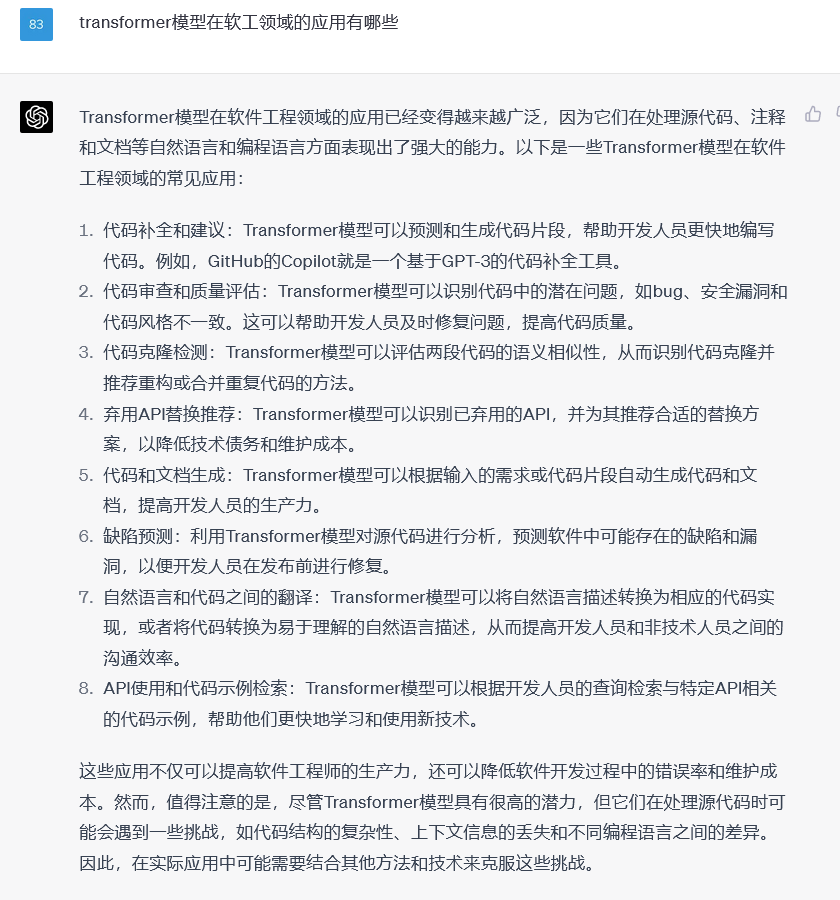 83
transformer模型在软工领域的应用有哪些
Transformer模型在软件工程领域的应用已经变得越来越广泛，因为它们在处理源代码、注释
和文档等自然语言和编程语言方面表现出了强大的能力。以下是一些Transformer模型在软件
工程领域的常见应用：
1. 代码补全和建议：Transformer模型可以预测和生成代码片段，帮助开发人员更快地编写
代码。例如，GitHub的Copilot就是一个基于GPT-3的代码补全工具。
2. 代码审查和质量评估：Transformer模型可以识别代码中的潜在问题，如bug、安全漏洞和
代码风格不一致。这可以帮助开发人员及时修复问题，提高代码质量。
3. 代码克隆检测：Transformer模型可以评估两段代码的语义相似性，从而识别代码克隆并
推荐重构或合并重复代码的方法。
4. 弃用API替换推荐：Transformer模型可以识别已弃用的API，并为其推荐合适的替换方
案，以降低技术债务和维护成本。
5. 代码和文档生成：Transformer模型可以根据输入的需求或代码片段自动生成代码和文
档，提高开发人员的生产力。
6. 缺陷预测：利用Transformer模型对源代码进行分析，预测软件中可能存在的缺陷和漏
洞，以便开发人员在发布前进行修复。
7. 自然语言和代码之间的翻译：Transformer模型可以将自然语言描述转换为相应的代码实
现，或者将代码转换为易于理解的自然语言描述，从而提高开发人员和非技术人员之间的
沟通效率。
8. API使用和代码示例检索：Transformer模型可以根据开发人员的查询检索与特定API相关
的代码示例，帮助他们更快地学习和使用新技术。
这些应用不仅可以提高软件工程师的生产力，还可以降低软件开发过程中的错误率和维护成
本。然而，值得注意的是，尽管Transformer模型具有很高的潜力，但它们在处理源代码时可
能会遇到一些挑战，如代码结构的复杂性、上下文信息的丢失和不同编程语言之间的差异。
因此，在实际应用中可能需要结合其他方法和技术来克服这些挑战。